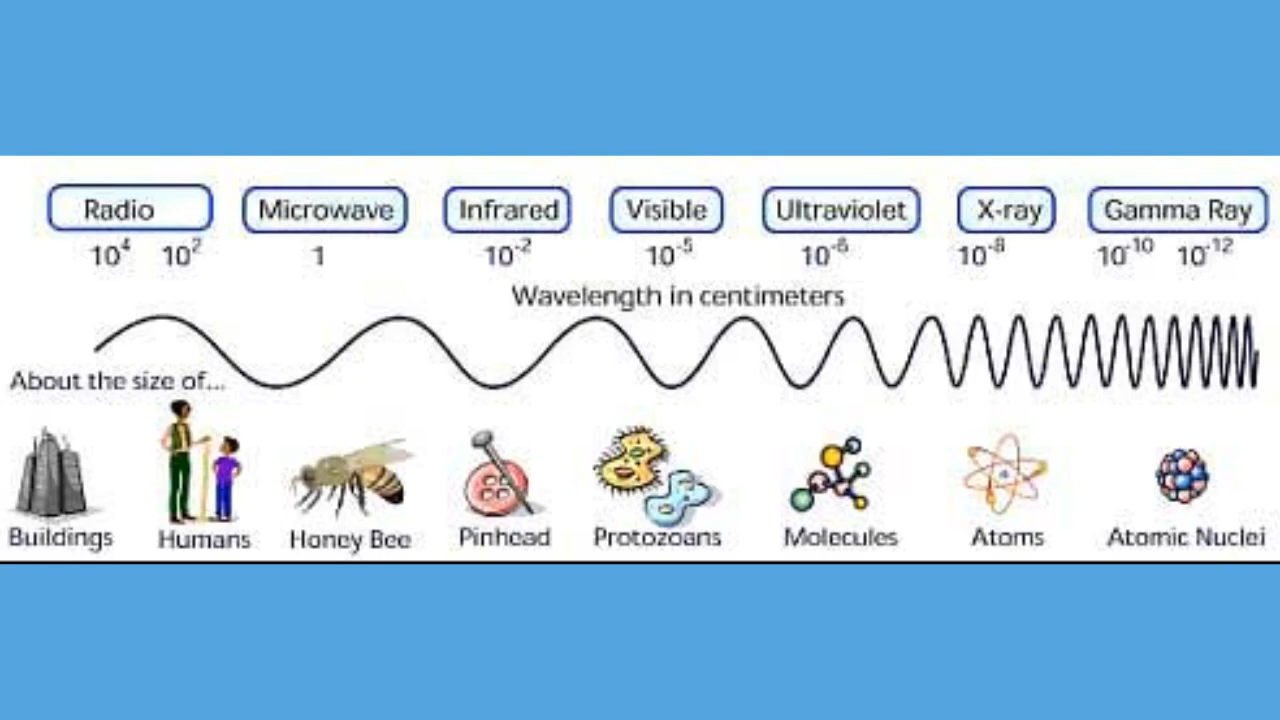 Radio Microwave Infrared Visible Ultraviolet X-ray Gamma Ray
10⁴ 10² 1 10⁻² 10⁻⁵ 10⁻⁶ 10⁻⁸ 10⁻¹⁰ 10⁻¹²
Wavelength in centimeters
About the size of...
Buildings Humans Honey Bee Pinhead Protozoans Molecules Atoms Atomic Nuclei